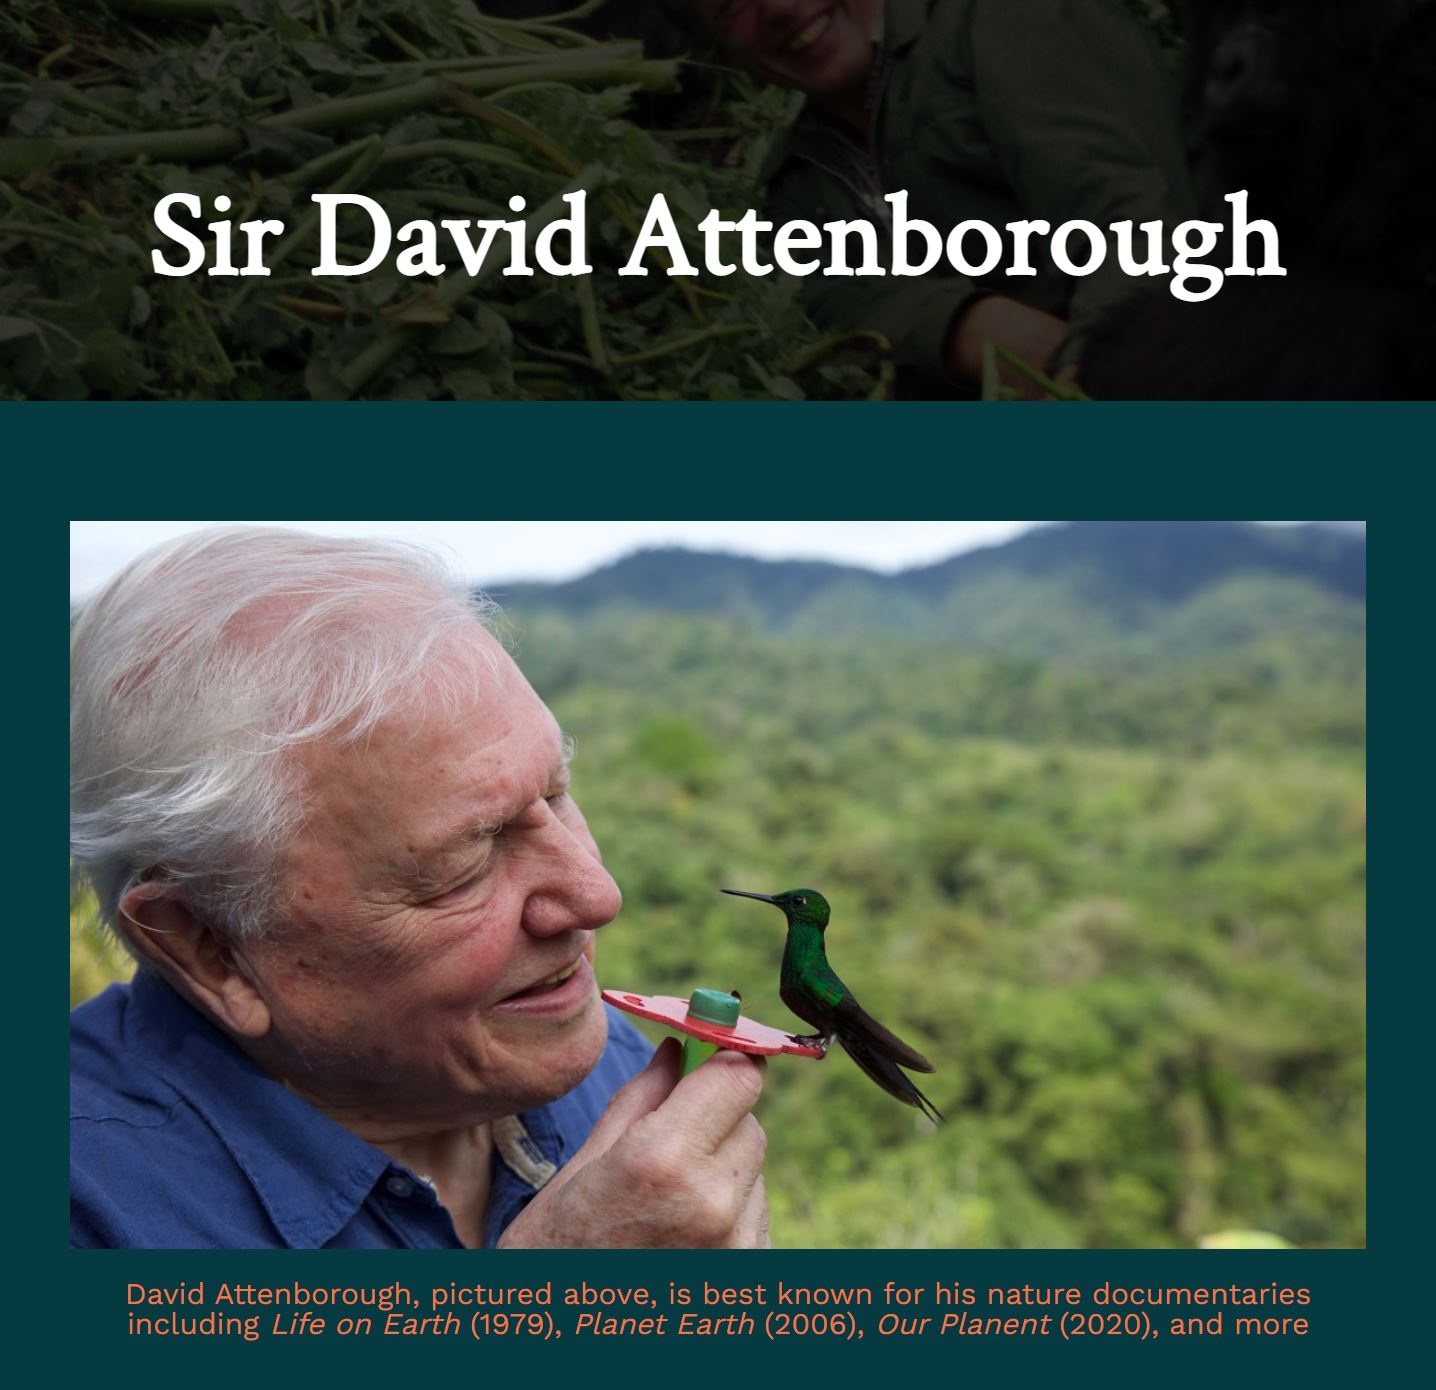 Sir David Attenborough
David Attenborough, pictured above, is best known for his nature documentaries
including Life on Earth (1979), Planet Earth (2006), Our Planent (2020), and more